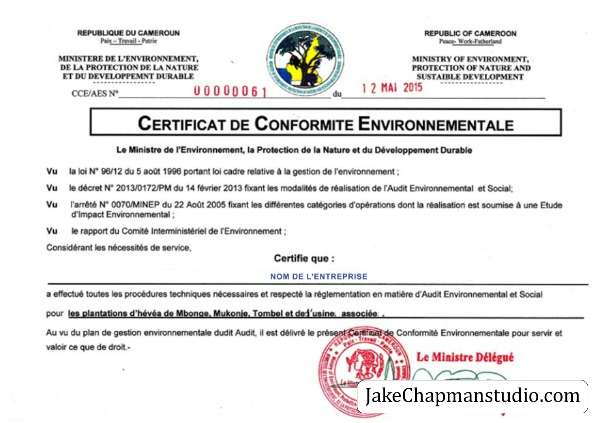 REPUBLIQUE DU CAMEROUN
Paix – Travail - Patrie
MINISTERE DE L'ENVIRONNEMENT,
DE LA PROTECTION DE LA NATURE
ET DU DEVELOPPEMNT DURABLE
REPUBLIC OF CAMEROON
Peace- Work-Fatherland
MINISTRY OF ENVIRONMENT,
PROTECTION OF NATURE AND
SUSTAIBLE DEVELOPMENT
CCE/AES N° 00000061 du 12 MAI 2015
CERTIFICAT DE CONFORMITE ENVIRONNEMENTALE
Le Ministre de l'Environnement, la Protection de la Nature et du Développement Durable
Vu la loi N° 96/12 du 5 août 1996 portant loi cadre relative à la gestion de l'environnement ;
Vu le décret N° 2013/0172/PM du 14 février 2013 fixant les modalités de réalisation de l'Audit Environnemental et Social;
Vu l'arrêté N° 0070/MINEP du 22 Août 2005 fixant les différentes catégories d'opérations dont la réalisation est soumise à une Etude
d'Impact Environnemental ;
Vu le rapport du Comité Interministériel de l'Environnement ;
Considérant les nécessités de service,
Certifie que :
NOM DE L'ENTREPRISE
a effectué toutes les procédures techniques nécessaires et respecté la réglementation en matière d'Audit Environnemental et Social
pour les plantations d'hévéa de Mbonge, Mukonje, Tombel et de l'usine associée .
Au vu du plan de gestion environnementale dudit Audit, il est délivré le présent Certificat de Conformité Environnementale pour servir et
valoir ce que de droit.-
Le Ministre Délégué
Paix - Travail - Patrie
JakeChapmanstudio.com